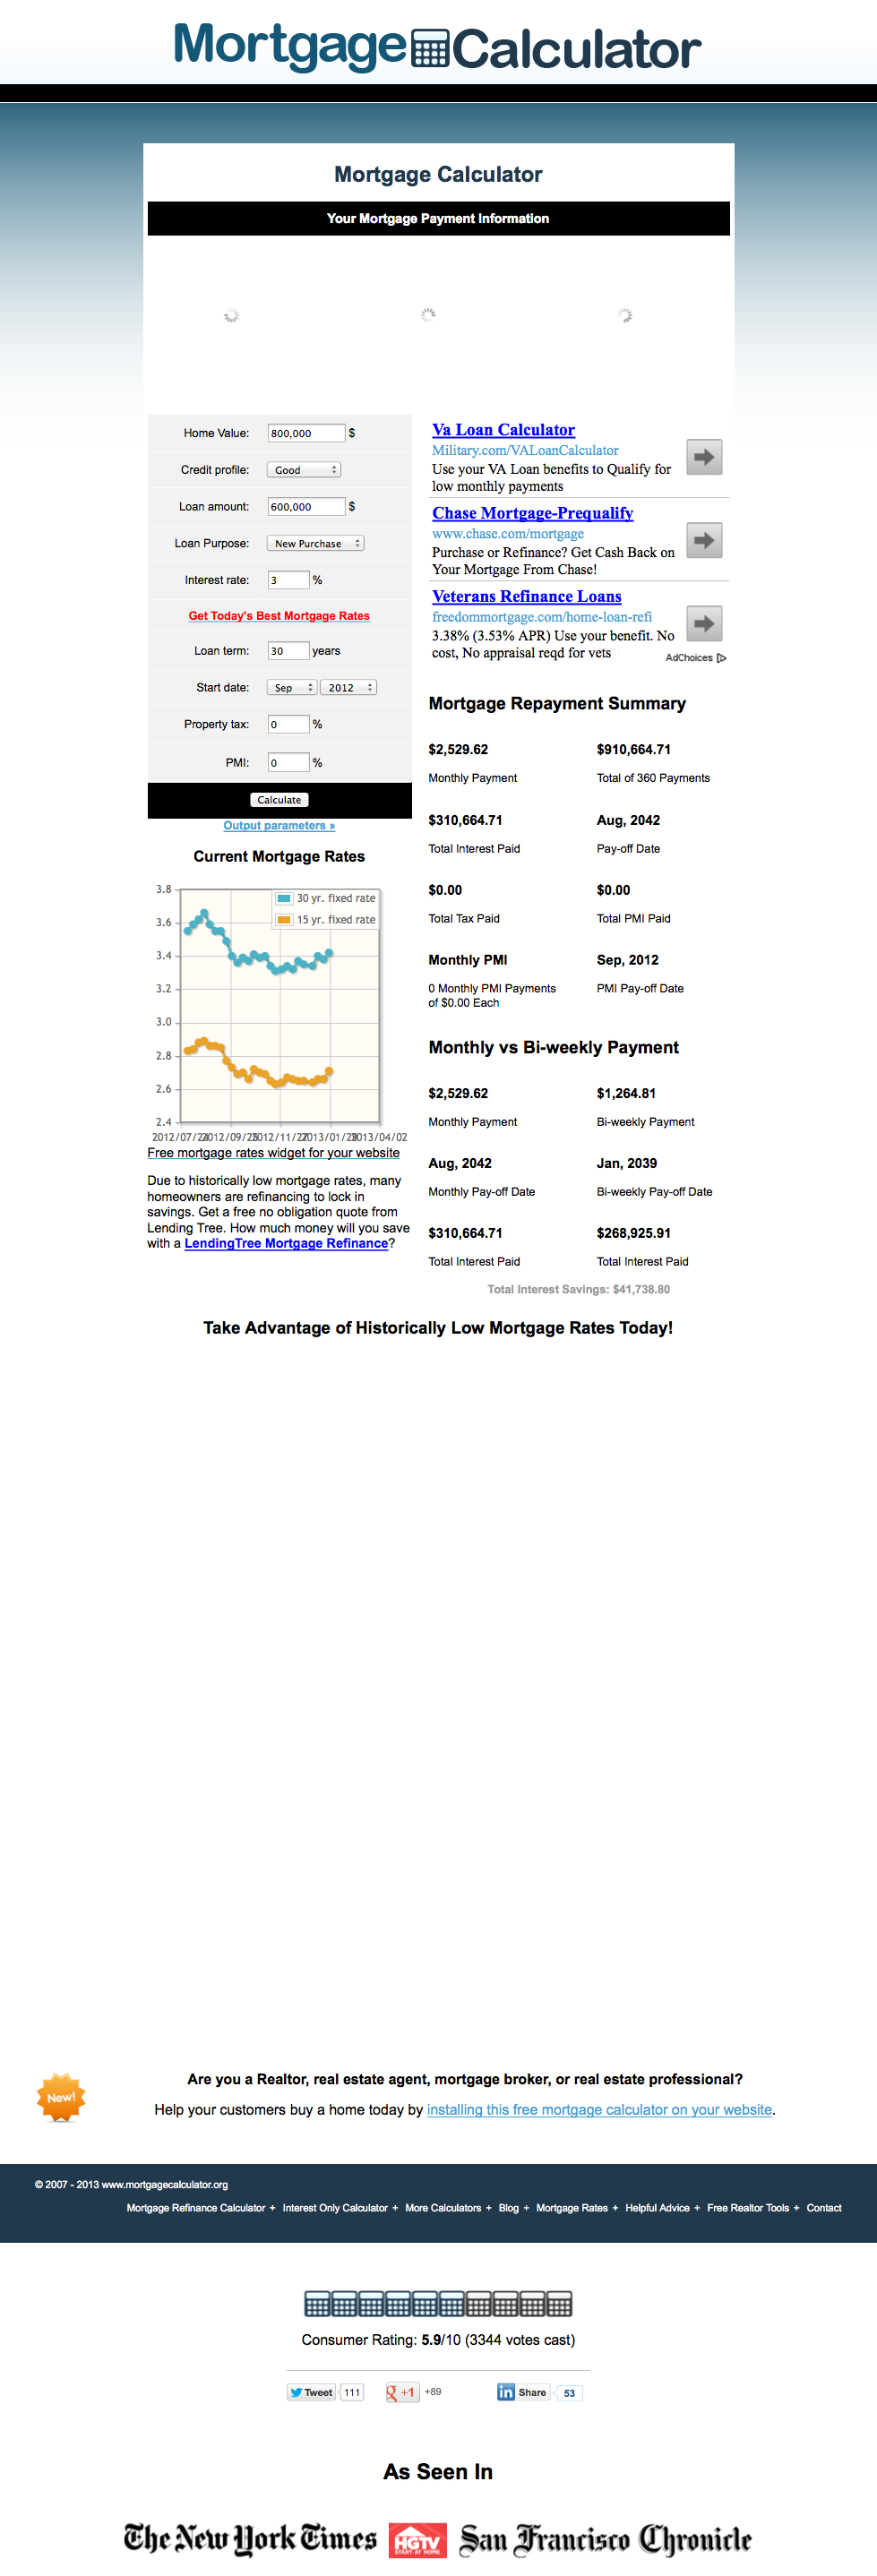 Mortgage Calculator
Mortgage Calculator
Your Mortgage Payment Information
Home Value: 800,000 $
Credit profile: Good
Loan amount: 600,000 $
Loan Purpose: New Purchase
Interest rate: 3 %
Get Today's Best Mortgage Rates
Loan term: 30 years
Start date: Sep 2012
Property tax: 0 %
PMI: 0 %
Calculate
Output parameters »
Current Mortgage Rates
30 yr. fixed rate
15 yr. fixed rate
3.8
3.6
3.4
3.2
3.0
2.8
2.6
2.4
2012/07/24 2012/09/25 2012/11/27 2013/01/29 2013/04/02
Free mortgage rates widget for your website
Due to historically low mortgage rates, many
homeowners are refinancing to lock in
savings. Get a free no obligation quote from
Lending Tree. How much money will you save
with a LendingTree Mortgage Refinance?
Va Loan Calculator
Military.com/VALoanCalculator
Use your VA Loan benefits to Qualify for
low monthly payments
Chase Mortgage-Prequalify
www.chase.com/mortgage
Purchase or Refinance? Get Cash Back on
Your Mortgage From Chase!
Veterans Refinance Loans
freedommortgage.com/home-loan-refi
3.38% (3.53% APR) Use your benefit. No
cost, No appraisal reqd for vets
AdChoices
Mortgage Repayment Summary
$2,529.62 $910,664.71
Monthly Payment Total of 360 Payments
$310,664.71 Aug, 2042
Total Interest Paid Pay-off Date
$0.00 $0.00
Total Tax Paid Total PMI Paid
Monthly PMI Sep, 2012
0 Monthly PMI Payments PMI Pay-off Date
of $0.00 Each
Monthly vs Bi-weekly Payment
$2,529.62 $1,264.81
Monthly Payment Bi-weekly Payment
Aug, 2042 Jan, 2039
Monthly Pay-off Date Bi-weekly Pay-off Date
$310,664.71 $268,925.91
Total Interest Paid Total Interest Paid
Total Interest Savings: $41,738.80
Take Advantage of Historically Low Mortgage Rates Today!
New!
Are you a Realtor, real estate agent, mortgage broker, or real estate professional?
Help your customers buy a home today by installing this free mortgage calculator on your website.
© 2007 - 2013 www.mortgagecalculator.org
Mortgage Refinance Calculator + Interest Only Calculator + More Calculators + Blog + Mortgage Rates + Helpful Advice + Free Realtor Tools + Contact
Consumer Rating: 5.9/10 (3344 votes cast)
Tweet 111 g +1 +89 in Share 53
As Seen In
The New York Times HGTV START AT HOME San Francisco Chronicle